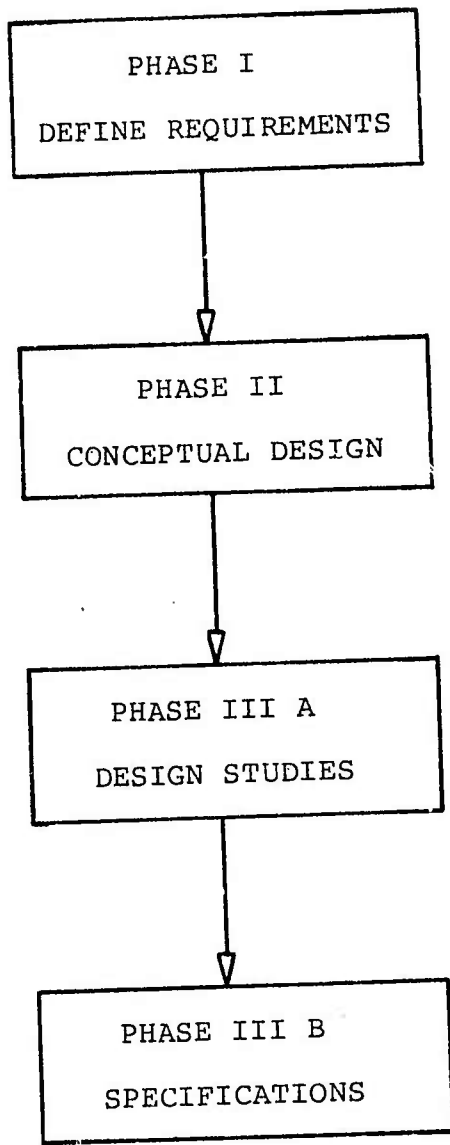 PHASE I
DEFINE REQUIREMENTS
PHASE II
CONCEPTUAL DESIGN
PHASE III A
DESIGN STUDIES
PHASE III B
SPECIFICATIONS